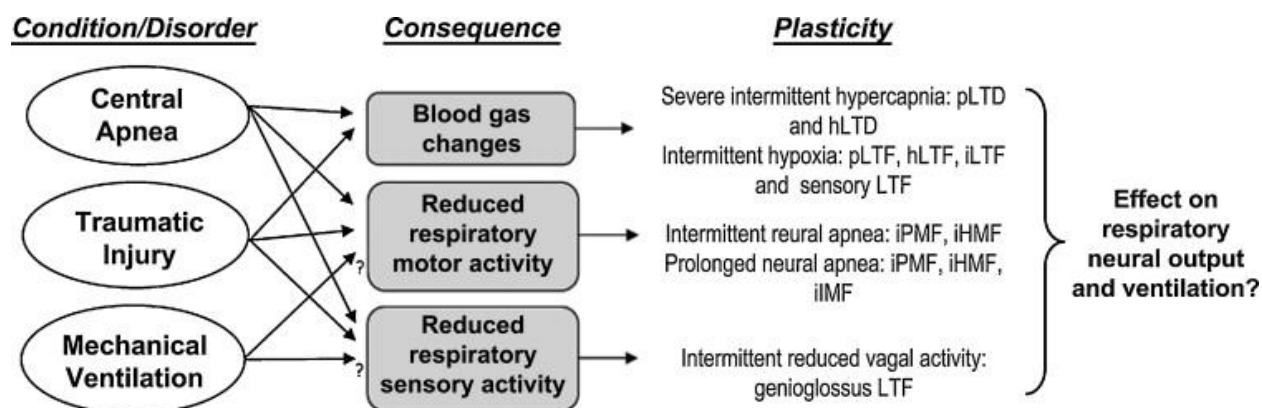 Condition/Disorder
Consequence
Plasticity
Central
Apnea
Traumatic
Injury
Mechanical
Ventilation
Blood gas
changes
Reduced
respiratory
motor activity
?
Reduced
respiratory
sensory activity
?
Severe intermittent hypercapnia: pLTD
and hLTD
Intermittent hypoxia: pLTF, hLTF, iLTF
and sensory LTF
Intermittent neural apnea: iPMF, iHMF
Prolonged neural apnea: iPMF, iHMF,
iIMF
Intermittent reduced vagal activity:
genioglossus LTF
Effect on
respiratory
neural output
and ventilation?